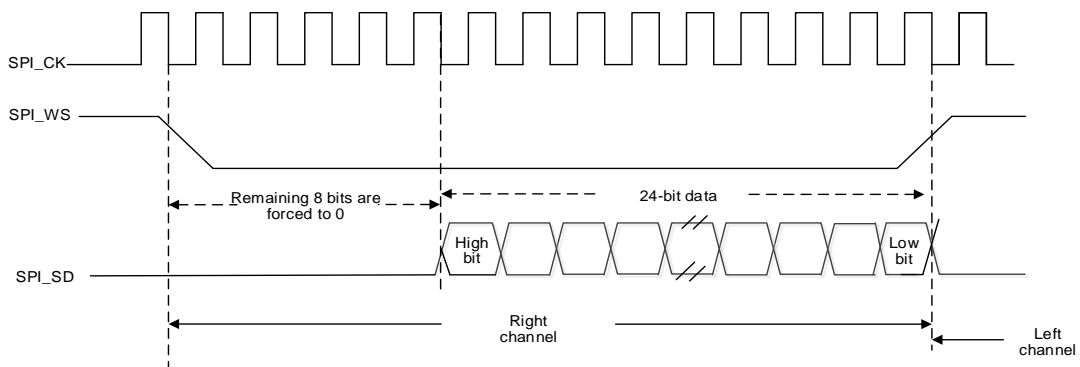 SPI_CK
SPI_WS
Remaining 8 bits are
forced to 0
24-bit data
High
bit
Low
bit
SPI_SD
Right
channel
Left
channel